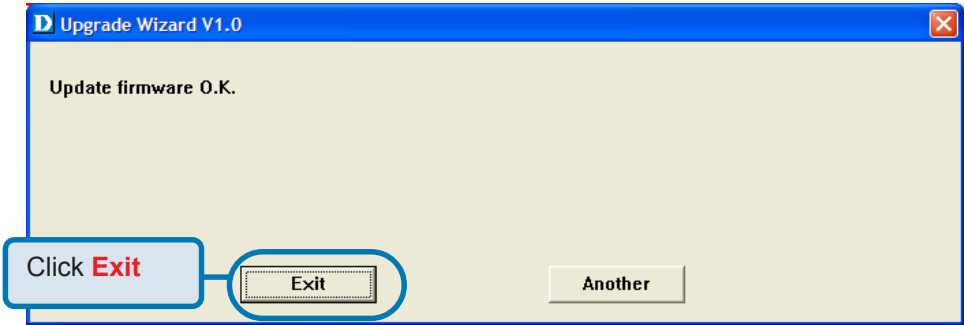 D Upgrade Wizard V1.0
Update firmware O.K.
Click Exit
Exit
Another